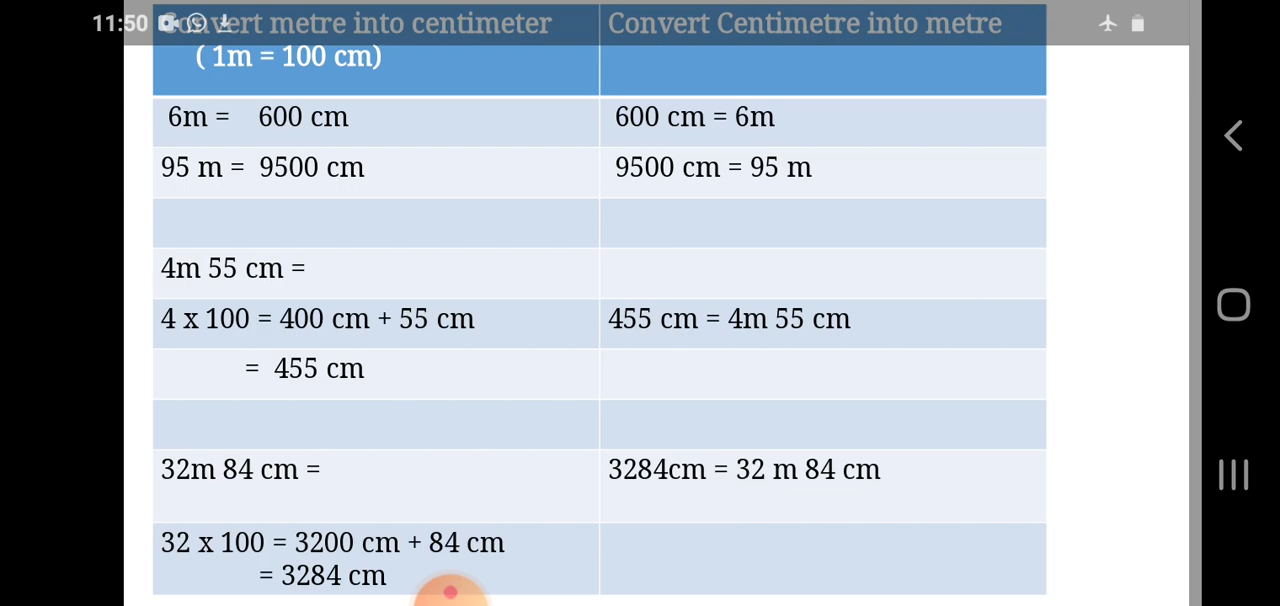 11:50
Convert metre into centimeter
( 1m = 100 cm)
Convert Centimetre into metre
6m = 600 cm
600 cm = 6m
95 m = 9500 cm
9500 cm = 95 m
4m 55 cm =
4 x 100 = 400 cm + 55 cm
455 cm = 4m 55 cm
= 455 cm
32m 84 cm =
3284cm = 32 m 84 cm
32 x 100 = 3200 cm + 84 cm
= 3284 cm